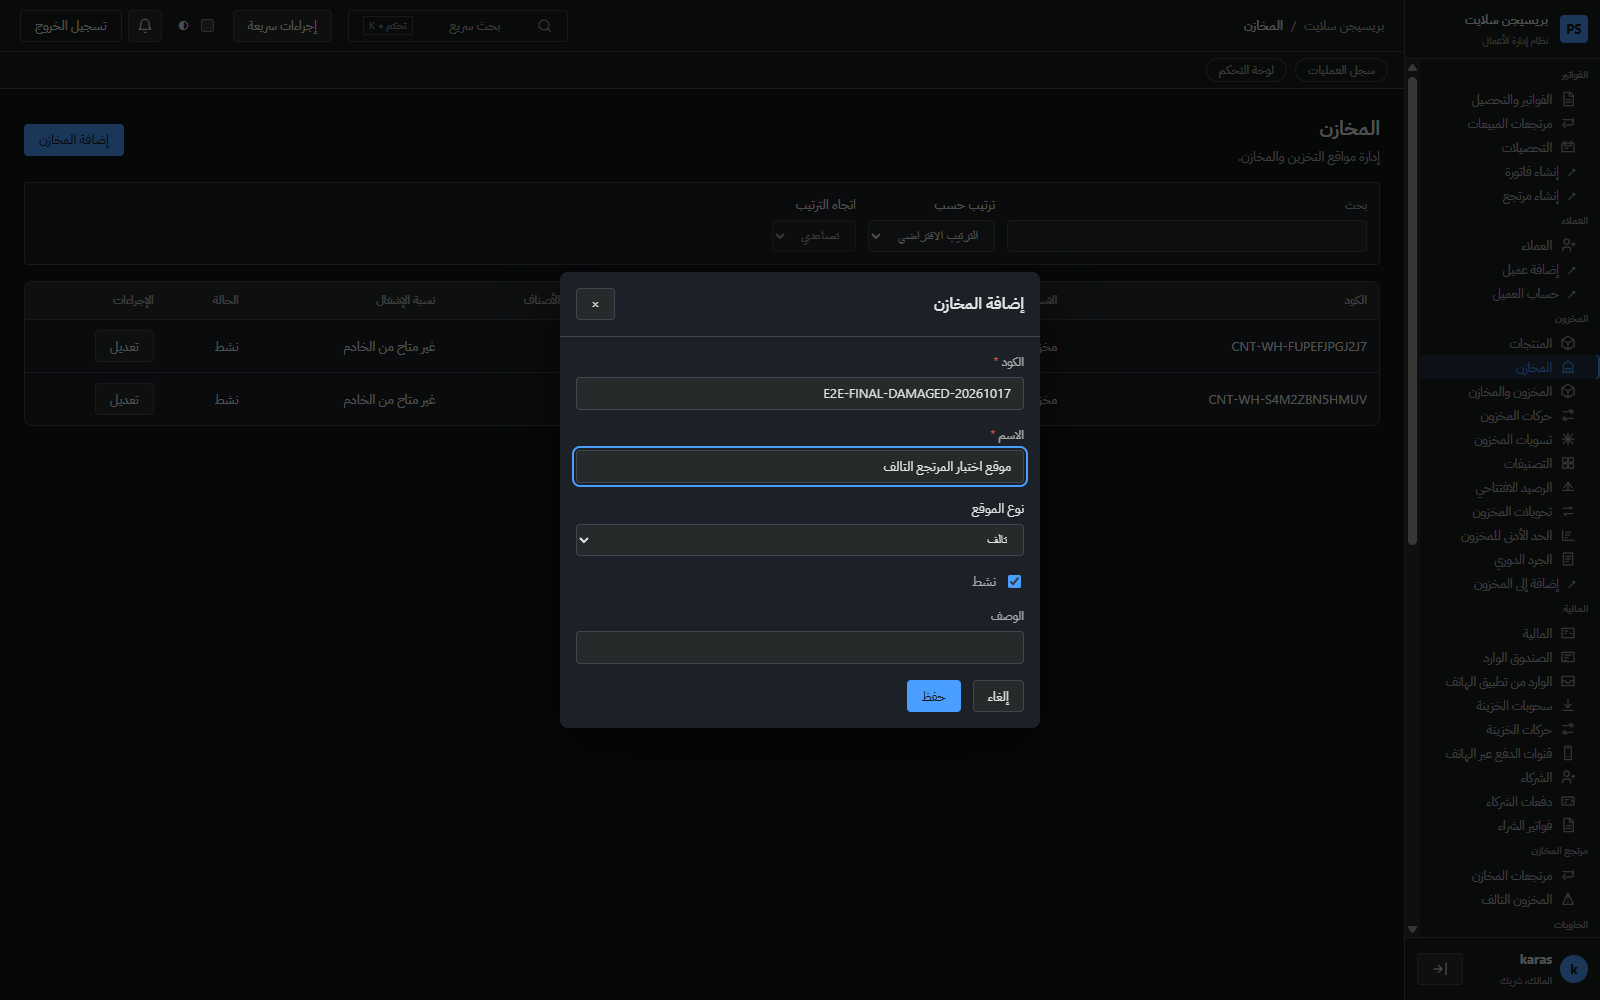 PS
بريسيجن سلايت
نظام إدارة الأعمال
بريسيجن سلايت / المخازن
بحث سريع
تحكم + K
إجراءات سريعة
تسجيل الخروج
سجل العمليات
لوحة التحكم
الفواتير
الفواتير والتحصيل
مرتجعات المبيعات
التحصيلات
إنشاء فاتورة
إنشاء مرتجع
العملاء
العملاء
إضافة عميل
حساب العميل
المخزون
المنتجات
المخازن
المخزون والمخازن
حركات المخزون
تسويات المخزون
التصنيفات
الرصيد الافتتاحي
تحويلات المخزون
الحد الأدنى للمخزون
الجرد الدوري
إضافة إلى المخزون
المالية
المالية
الصندوق الوارد
الوارد من تطبيق الهاتف
سحوبات الخزينة
حركات الخزينة
قنوات الدفع عبر الهاتف
الشركاء
دفعات الشركاء
فواتير الشراء
مرتجع المخازن
مرتجعات المخازن
المخزون التالف
الحاويات
k
karas
المالك، شريك
المخازن
إدارة مواقع التخزين والمخازن.
إضافة المخازن
بحث
ترتيب حسب
الترتيب الافتراضي
اتجاه الترتيب
تصاعدي
الكود
الأصناف
نسبة الإشغال
الحالة
الإجراءات
CNT-WH-FUPEFJPGJ2J7
غير متاح من الخادم
نشط
تعديل
CNT-WH-S4M2ZBN5HMUV
غير متاح من الخادم
نشط
تعديل
إضافة المخازن
×
الكود *
E2E-FINAL-DAMAGED-20261017
الاسم *
موقع اختبار المرتجع التالف
نوع الموقع
تالف
نشط
الوصف
إلغاء
حفظ